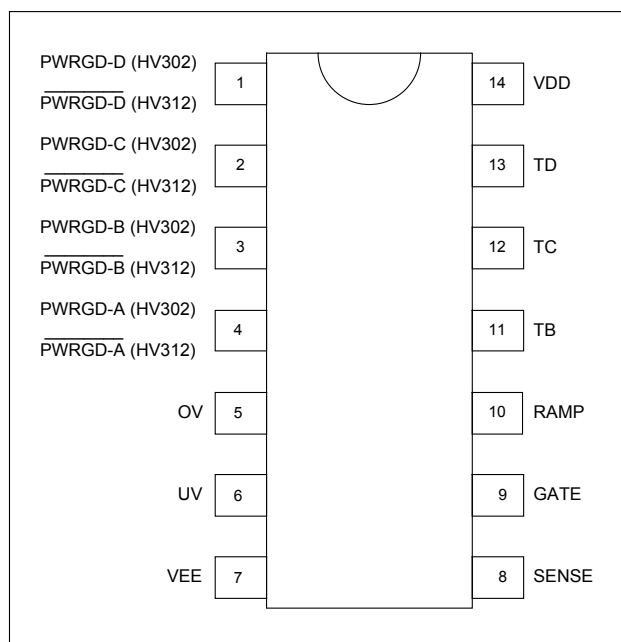 PWRGD-D (HV302)
PWRGD-D (HV312)
1
PWRGD-C (HV302)
PWRGD-C (HV312)
2
PWRGD-B (HV302)
PWRGD-B (HV312)
3
PWRGD-A (HV302)
PWRGD-A (HV312)
4
OV 5
UV 6
VEE 7
14 VDD
13 TD
12 TC
11 TB
10 RAMP
9 GATE
8 SENSE